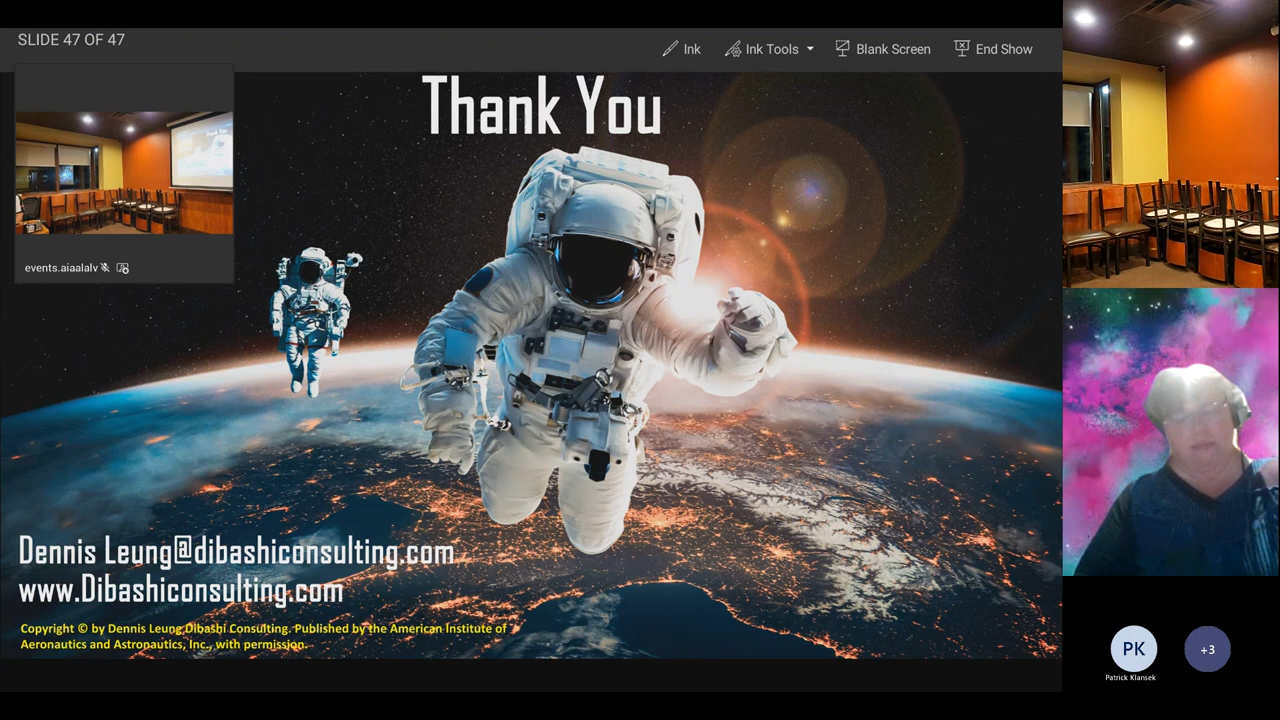 SLIDE 47 OF 47
Ink
Ink Tools
Blank Screen
End Show
Thank You
events.aiaalalv
Dennis Leung@dibashiconsulting.com
www.Dibashiconsulting.com
Copyright © by Dennis Leung Dibashi Consulting. Published by the American Institute of
Aeronautics and Astronautics, Inc., with permission.
PK
+3
Patrick Klansek